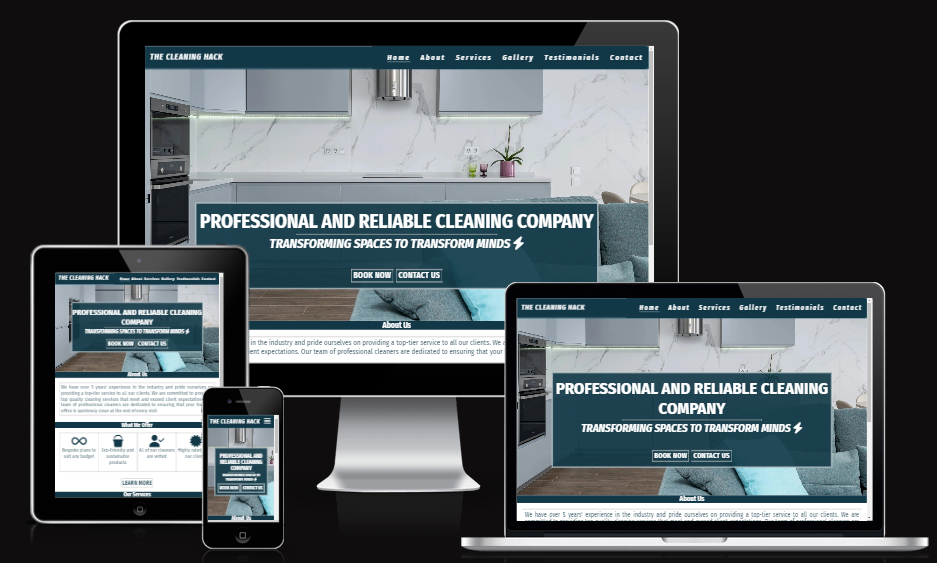 THE CLEANING HACK
Home About Services Gallery Testimonials Contact
PROFESSIONAL AND RELIABLE CLEANING COMPANY
TRANSFORMING SPACES TO TRANSFORM MINDS
BOOK NOW CONTACT US
About Us
in the industry and pride ourselves on providing a top-tier service to all our clients. We a
ent expectations. Our team of professional cleaners are dedicated to ensuring that your
THE CLEANING HACK
Home About Services Gallery Testimonials Contact
PROFESSIONAL AND RELIABLE CLEANING
COMPANY
TRANSFORMING SPACES TO TRANSFORM MINDS
BOOK NOW CONTACT US
About Us
We have over 5 years' experience in the industry and pride ourselves on
providing a top-tier service to all our clients. We are committed to
top quality cleaning services that meet and exceed client expectations.
team of professional cleaners are dedicated to ensuring that your
office is spotlessly clean at the end of every visit.
What We Offer
Bespoke plans to
suit any budget!
Eco-Friendly and
sustainable
products
All of our cleaners
are vetted
Highly rated
our clie
LEARN MORE
Our Services
THE CLEANING HACK
PROFESSIONAL AND
RELIABLE CLEANING
COMPANY
TRANSFORMING SPACES TO
TRANSFORM MINDS
BOOK NOW CONTACT US
About Us
THE CLEANING HACK
Home About Services Gallery Testimonials Contact
PROFESSIONAL AND RELIABLE CLEANING
COMPANY
TRANSFORMING SPACES TO TRANSFORM MINDS
BOOK NOW CONTACT US
About Us
We have over 5 years' experience in the industry and pride ourselves on providing a top-tier service to all our clients. We are